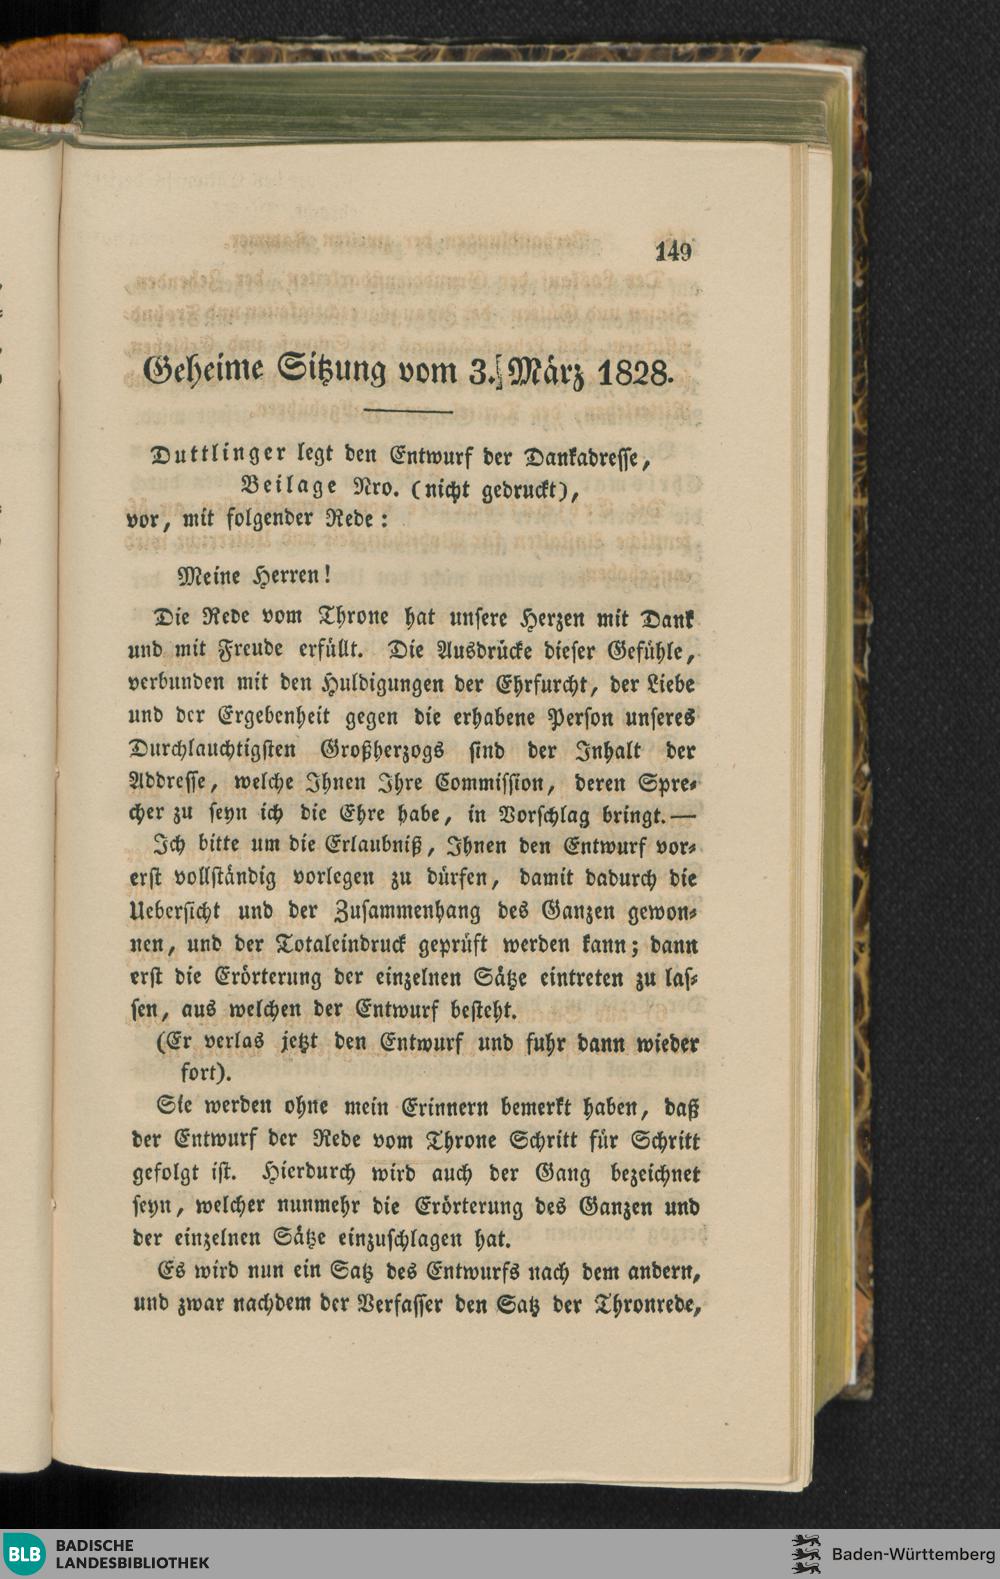 149
Geheime Sitzung vom 3. März 1828.
Duttlinger legt den Entwurf der Dankadresse,
Beilage Nro. (nicht gedruckt),
vor, mit folgender Rede:
Meine Herren!
Die Rede vom Throne hat unsere Herzen mit Dank
und mit Freude erfüllt. Die Ausdrücke dieser Gefühle,
verbunden mit den Huldigungen der Ehrfurcht, der Liebe
und der Ergebenheit gegen die erhabene Person unseres
Durchlauchtigsten Großherzogs sind der Inhalt der
Addresse, welche Ihnen Ihre Commission, deren Spre-
cher zu seyn ich die Ehre habe, in Vorschlag bringt.—
Ich bitte um die Erlaubniß, Ihnen den Entwurf vor-
erst vollständig vorlegen zu dürfen, damit dadurch die
Uebersicht und der Zusammenhang des Ganzen gewon-
nen, und der Totaleindruck geprüft werden kann; dann
erst die Erörterung der einzelnen Sätze eintreten zu las-
sen, aus welchen der Entwurf besteht.
(Er verlas jetzt den Entwurf und fuhr dann wieder
fort).
Sie werden ohne mein Erinnern bemerkt haben, daß
der Entwurf der Rede vom Throne Schritt für Schritt
gefolgt ist. Hierdurch wird auch der Gang bezeichnet
seyn, welcher nunmehr die Erörterung des Ganzen und
der einzelnen Sätze einzuschlagen hat.
Es wird nun ein Satz des Entwurfs nach dem andern,
und zwar nachdem der Verfasser den Satz der Thronrede,
BLB BADISCHE
LANDESBIBLIOTHEK
Baden-Württemberg